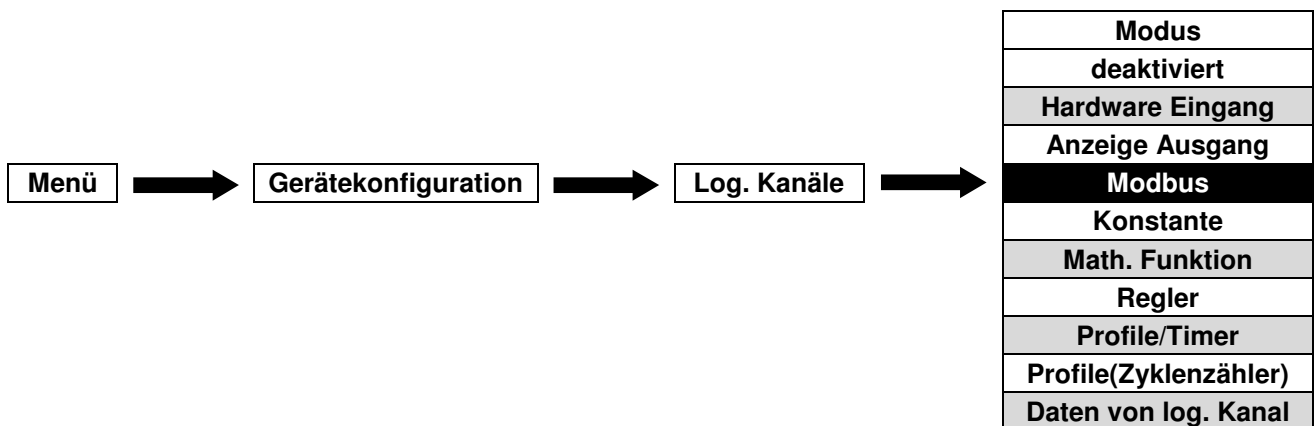 Menü
Gerätekonfiguration
Log. Kanäle
Modus
deaktiviert
Hardware Eingang
Anzeige Ausgang
Modbus
Konstante
Math. Funktion
Regler
Profile/Timer
Profile(Zyklenzähler)
Daten von log. Kanal